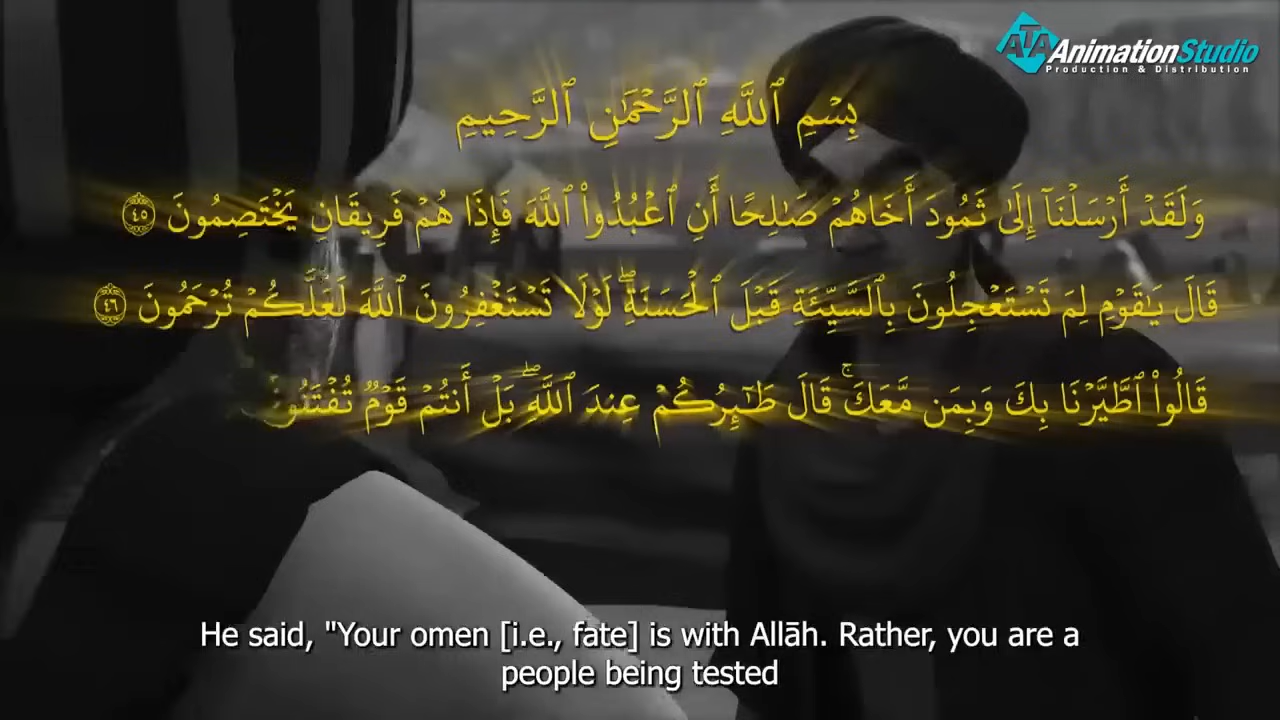 ATA AnimationStudio
Production & Distribution
بِسْمِ ٱللَّهِ ٱلرَّحْمَٰنِ ٱلرَّحِيمِ
وَلَقَدْ أَرْسَلْنَآ إِلَىٰ ثَمُودَ أَخَاهُمْ صَٰلِحًا أَنِ ٱعْبُدُوا۟ ٱللَّهَ فَإِذَا هُمْ فَرِيقَانِ يَخْتَصِمُونَ ٤٥
قَالَ يَٰقَوْمِ لِمَ تَسْتَعْجِلُونَ بِٱلسَّيِّئَةِ قَبْلَ ٱلْحَسَنَةِ ۖ لَوْلَا تَسْتَغْفِرُونَ ٱللَّهَ لَعَلَّكُمْ تُرْحَمُونَ ٤٦
قَالُوا۟ ٱطَّيَّرْنَا بِكَ وَبِمَن مَّعَكَ ۚ قَالَ طَٰٓئِرُكُمْ عِندَ ٱللَّهِ ۖ بَلْ أَنتُمْ قَوْمٌ تُفْتَنُونَ
He said, "Your omen [i.e., fate] is with Allāh. Rather, you are a
people being tested